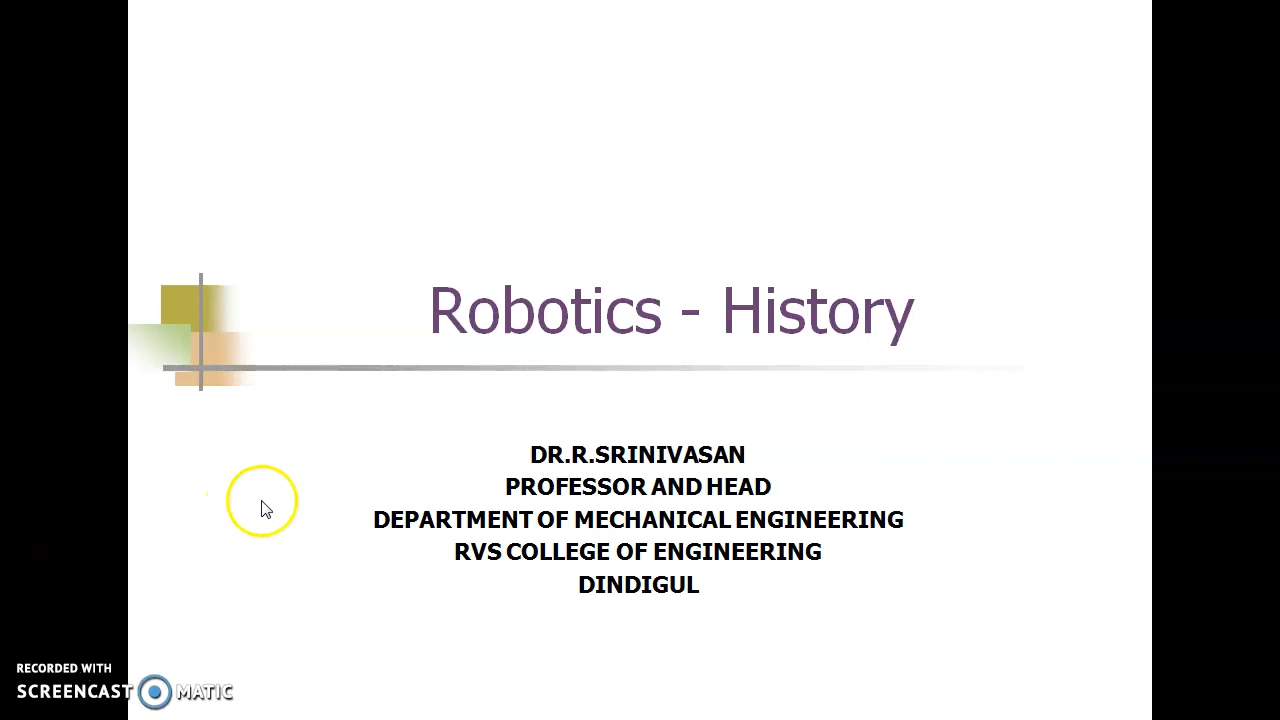 Robotics - History
DR.R.SRINIVASAN
PROFESSOR AND HEAD
DEPARTMENT OF MECHANICAL ENGINEERING
RVS COLLEGE OF ENGINEERING
DINDIGUL
RECORDED WITH
SCREENCAST MATIC